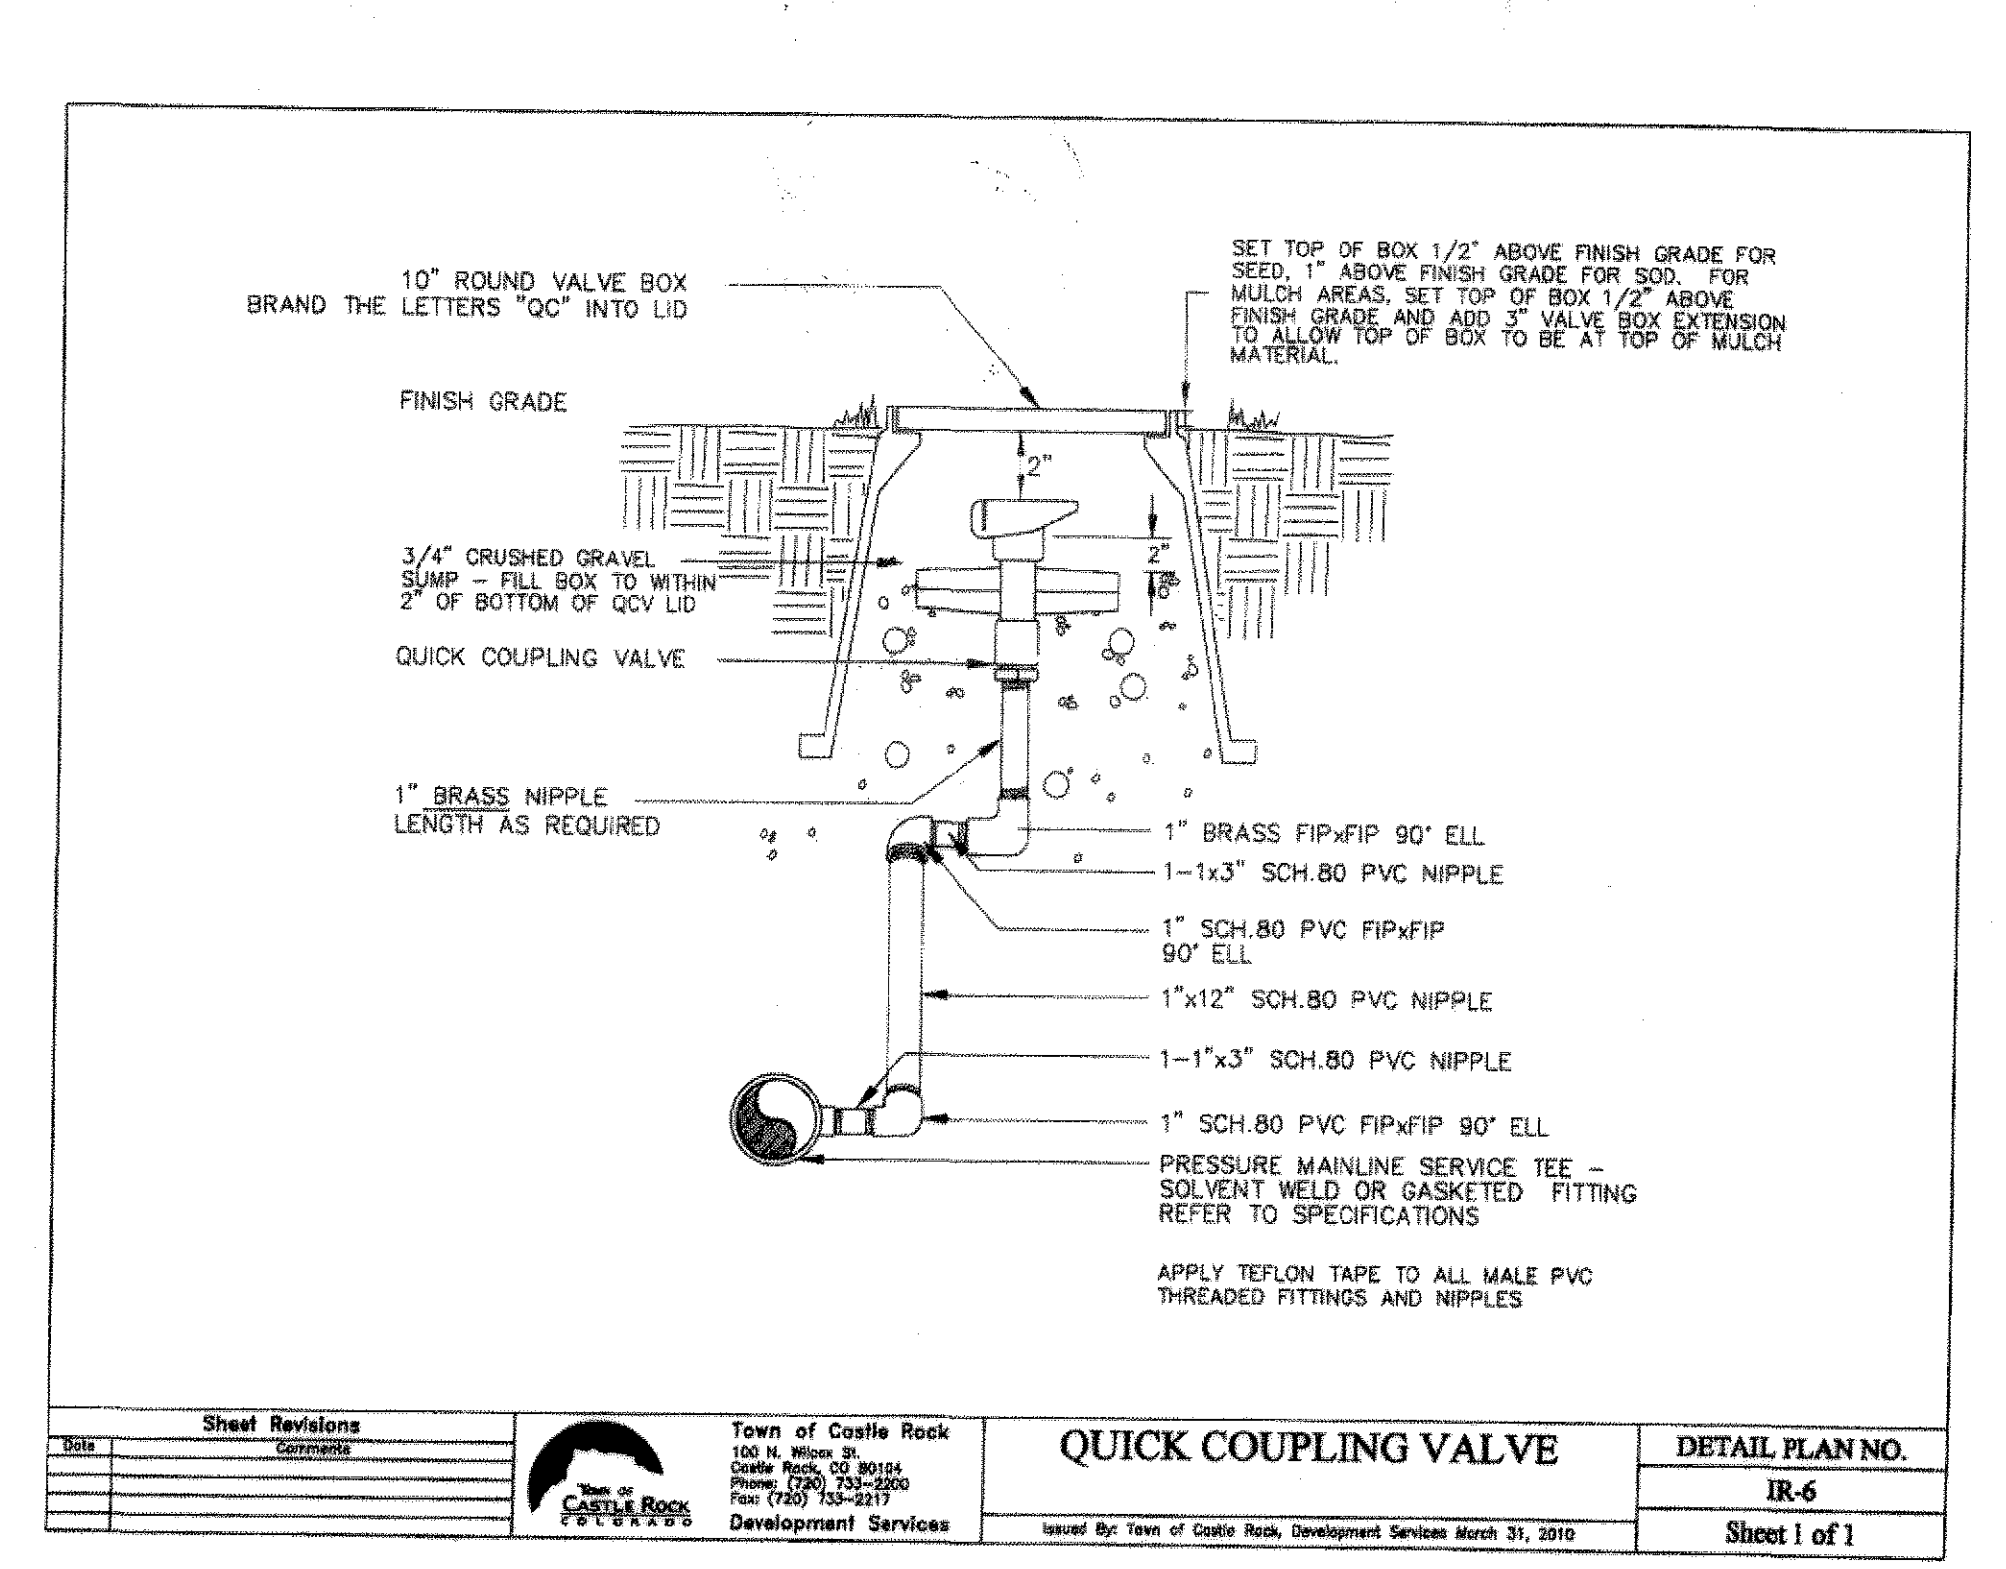 10" ROUND VALVE BOX
BRAND THE LETTERS "QC" INTO LID
SET TOP OF BOX 1/2" ABOVE FINISH GRADE FOR
SEED, 1" ABOVE FINISH GRADE FOR SOD. FOR
MULCH AREAS, SET TOP OF BOX 1/2" ABOVE
FINISH GRADE AND ADD 3" VALVE BOX EXTENSION
TO ALLOW TOP OF BOX TO BE AT TOP OF MULCH
MATERIAL.
FINISH GRADE
2"
2"
3/4" CRUSHED GRAVEL
SUMP - FILL BOX TO WITHIN
2" OF BOTTOM OF QCV LID
QUICK COUPLING VALVE
1" BRASS NIPPLE
LENGTH AS REQUIRED
1" BRASS FIPxFIP 90° ELL
1-1x3" SCH.80 PVC NIPPLE
1" SCH.80 PVC FIPxFIP
90° ELL
1"x12" SCH.80 PVC NIPPLE
1-1"x3" SCH.80 PVC NIPPLE
1" SCH.80 PVC FIPxFIP 90° ELL
PRESSURE MAINLINE SERVICE TEE -
SOLVENT WELD OR GASKETED FITTING
REFER TO SPECIFICATIONS
APPLY TEFLON TAPE TO ALL MALE PVC
THREADED FITTINGS AND NIPPLES
Sheet Revisions
Date Comments
TOWN OF
CASTLE ROCK
COLORADO
Town of Castle Rock
100 N. Wilcox St.
Castle Rock, CO 80104
Phone: (720) 733-2200
Fax: (720) 733-2217
Development Services
QUICK COUPLING VALVE
Issued By: Town of Castle Rock, Development Services March 31, 2010
DETAIL PLAN NO.
IR-6
Sheet 1 of 1